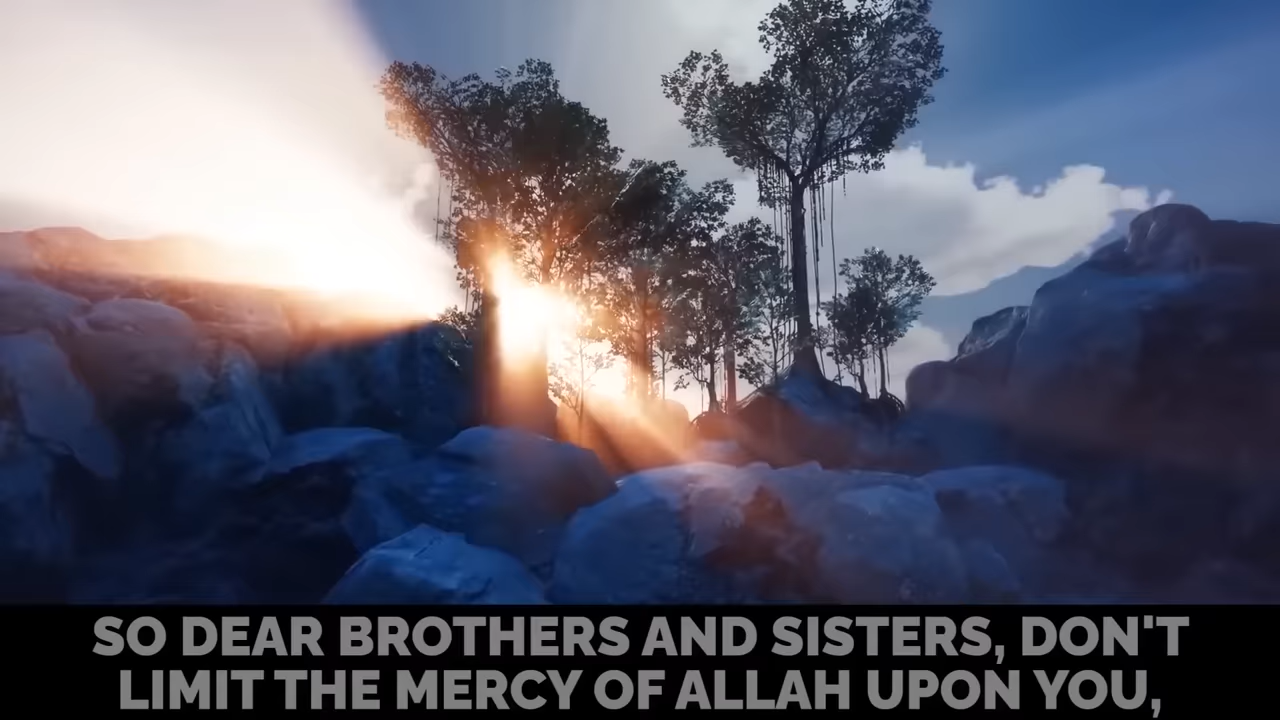 SO DEAR BROTHERS AND SISTERS, DON'T
LIMIT THE MERCY OF ALLAH UPON YOU,